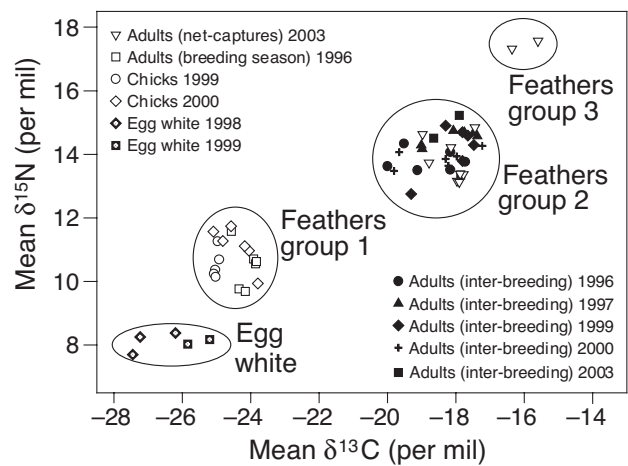 18
16
14
12
10
8
Mean δ15N (per mil)
Adults (net-captures) 2003
Adults (breeding season) 1996
Chicks 1999
Chicks 2000
Egg white 1998
Egg white 1999
Feathers
group 3
Feathers
group 2
Feathers
group 1
Egg
white
Adults (inter-breeding) 1996
Adults (inter-breeding) 1997
Adults (inter-breeding) 1999
Adults (inter-breeding) 2000
Adults (inter-breeding) 2003
−28 −26 −24 −22 −20 −18 −16 −14
Mean δ13C (per mil)